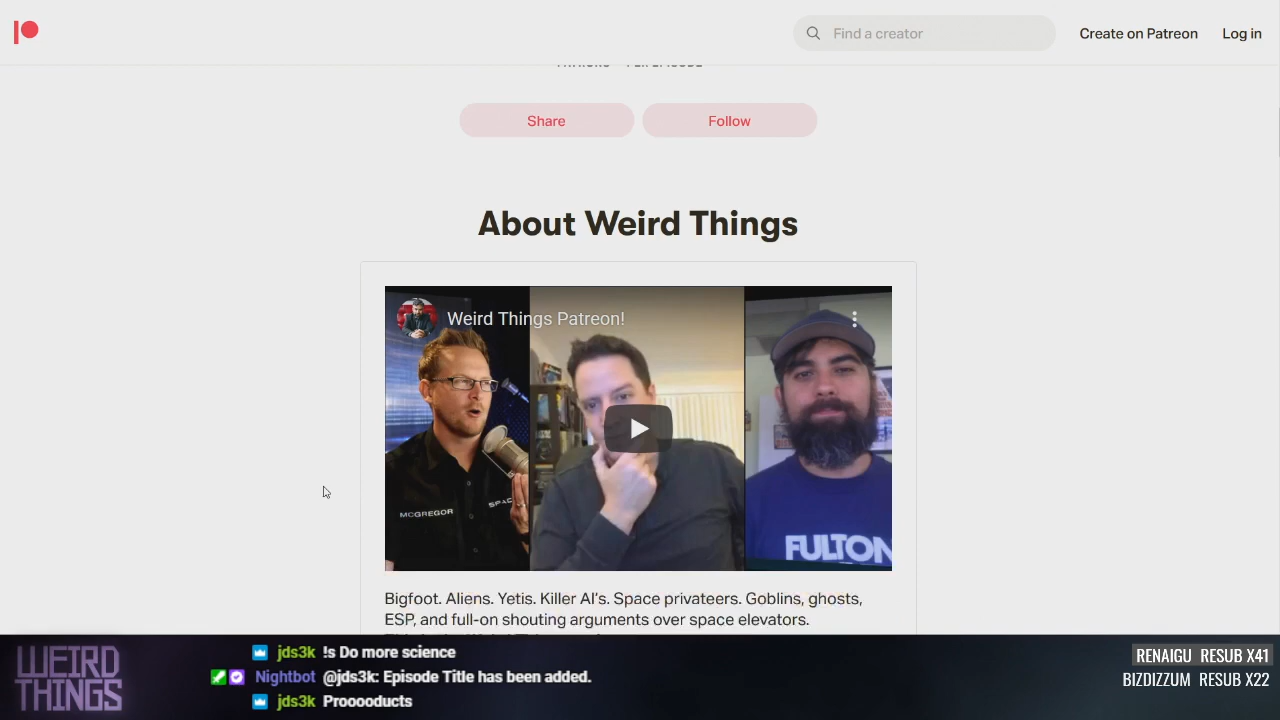 Find a creator
Create on Patreon
Log in
Share
Follow
About Weird Things
Weird Things Patreon!
MCGREGOR
SPAC
FULTON
Bigfoot. Aliens. Yetis. Killer AI's. Space privateers. Goblins, ghosts,
ESP, and full-on shouting arguments over space elevators.
WEIRD
THINGS
jds3k !s Do more science
Nightbot @jds3k: Episode Title has been added.
jds3k Prooooducts
RENAIGU RESUB X41
BIZDIZZUM RESUB X22